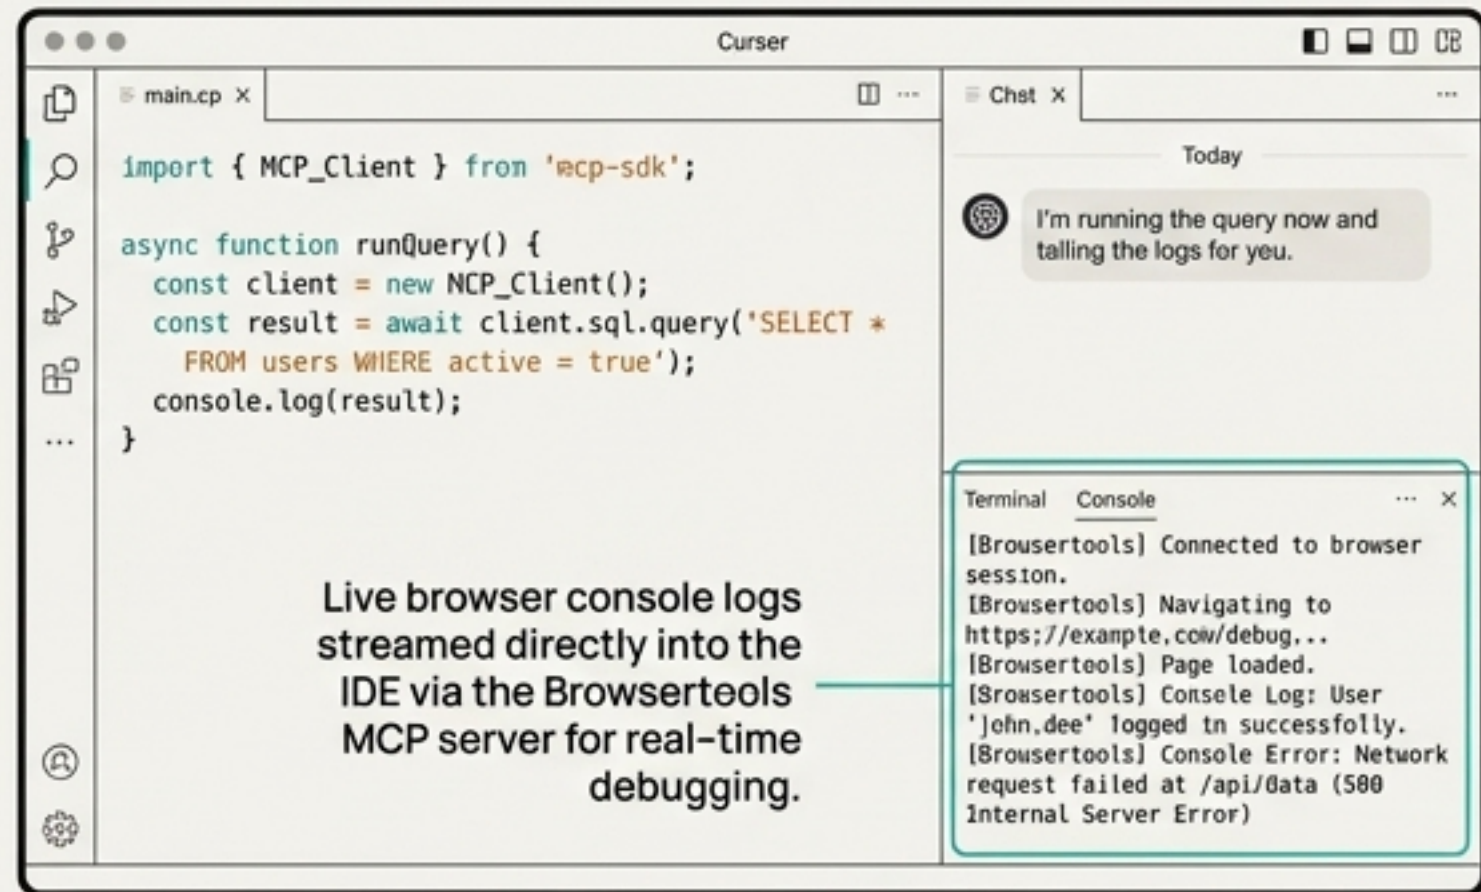 Curser
main.cp
import { MCP_Client } from 'mcp-sdk';
async function runQuery() {
const client = new NCP_Client();
const result = await client.sql.query('SELECT *
FROM users WHERE active = true');
console.log(result);
}
Live browser console logs
streamed directly into the
IDE via the Browserteols
MCP server for real-time
debugging.
Chst
Today
I'm running the query now and
talling the logs for yeu.
Terminal Console
[Brousertools] Connected to browser
session.
[Browserteols] Navigating to
https;7/example,com/debug...
[Browserteols] Page loaded.
[Srowsertools] Consele Log: User
'john.dee' logged tn successfolly.
[Brousertools] Console Error: Network
request failed at /api/data (580
Internal Server Error)